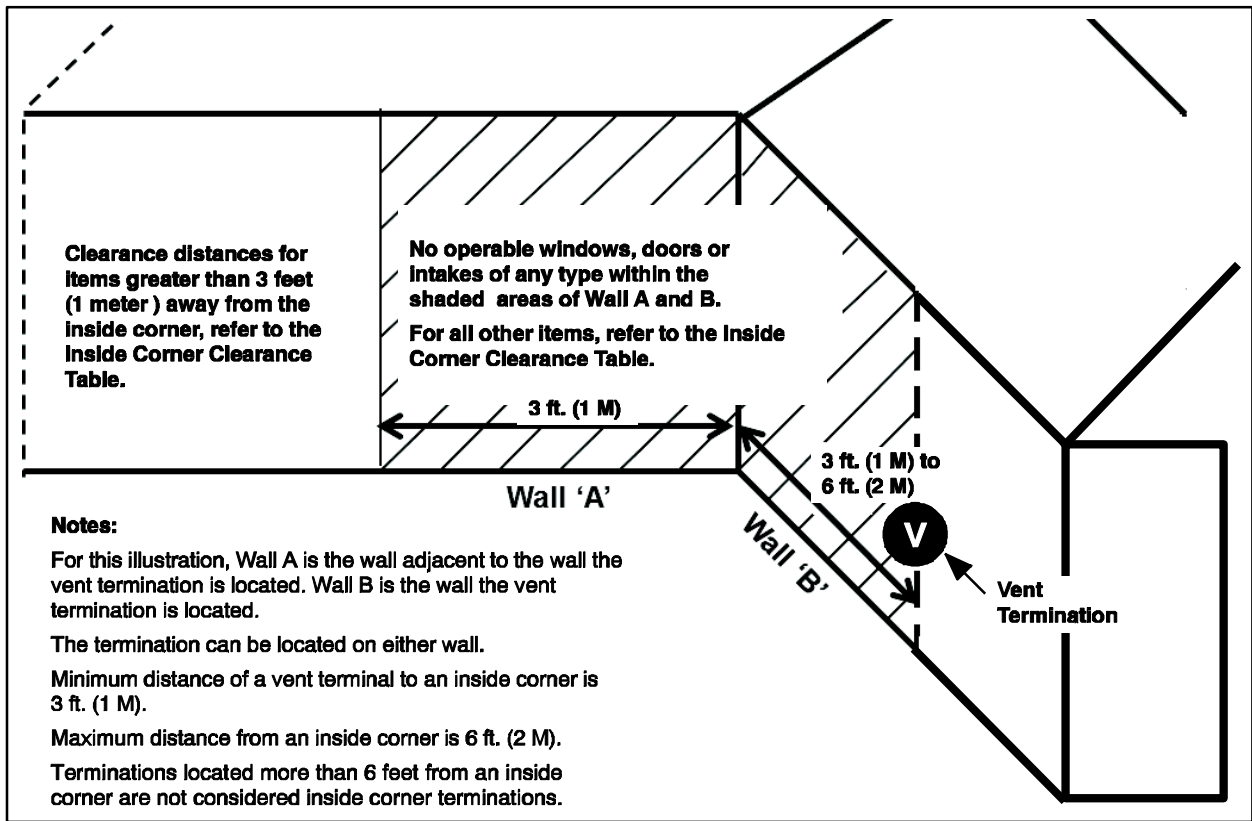 Clearance distances for
items greater than 3 feet
(1 meter ) away from the
inside corner, refer to the
Inside Corner Clearance
Table.
No operable windows, doors or
intakes of any type within the
shaded areas of Wall A and B.
For all other items, refer to the Inside
Corner Clearance Table.
3 ft. (1 M)
3 ft. (1 M) to
6 ft. (2 M)
Wall ‘A’
Wall ‘B’
V
Vent
Termination
Notes:
For this illustration, Wall A is the wall adjacent to the wall the
vent termination is located. Wall B is the wall the vent
termination is located.
The termination can be located on either wall.
Minimum distance of a vent terminal to an inside corner is
3 ft. (1 M).
Maximum distance from an inside corner is 6 ft. (2 M).
Terminations located more than 6 feet from an inside
corner are not considered inside corner terminations.